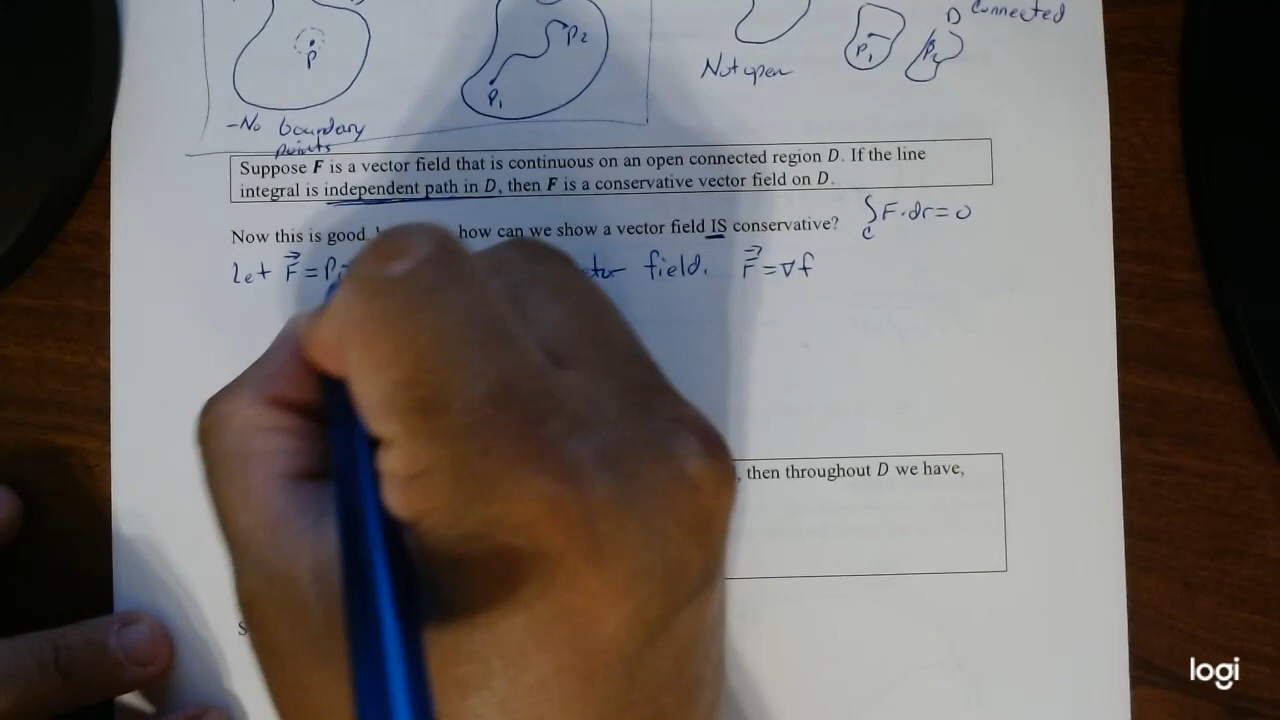 D Connected
P
P2
P1
P1
P2
Not open
-No boundary
points
Suppose F is a vector field that is continuous on an open connected region D. If the line
integral is independent path in D, then F is a conservative vector field on D.
Now this is good how can we show a vector field IS conservative? ∫C F·dr=0
Let F⃗=Pi field. F⃗=∇f
, then throughout D we have,
logi